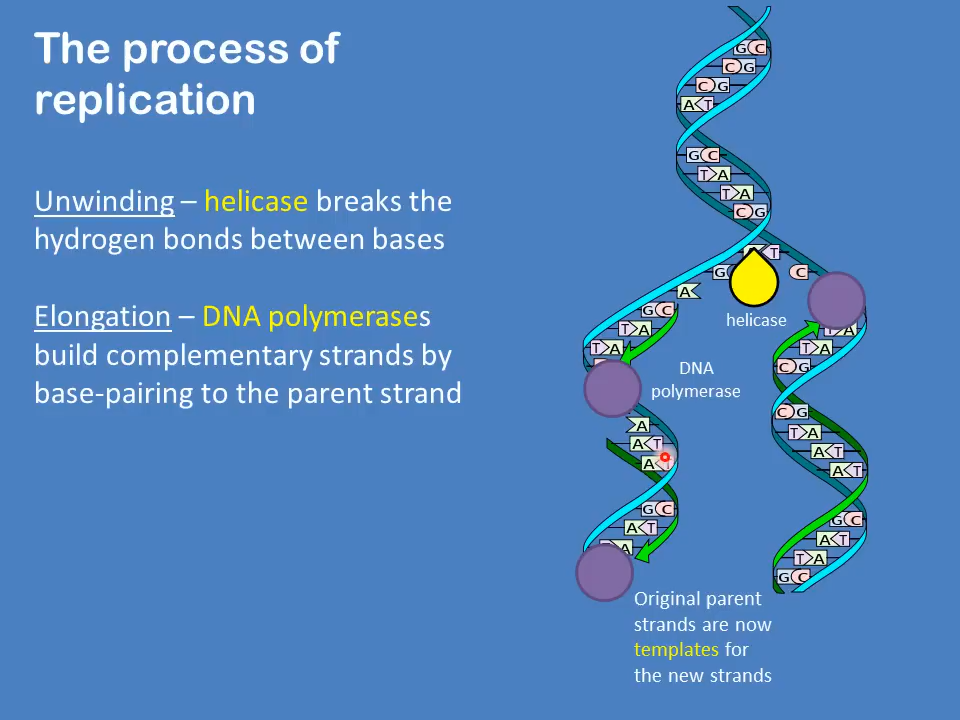 The process of
replication
Unwinding – helicase breaks the
hydrogen bonds between bases
Elongation – DNA polymerases
build complementary strands by
base-pairing to the parent strand
G C
C G
C G
A T
G C
T A
T A
C G
T
G
C
A
helicase
G C
T A
T A
T A
T A
C G
DNA
polymerase
A
A T
A T
C G
T A
A T
A T
G C
A T
A
G C
A T
T A
G C
Original parent
strands are now
templates for
the new strands